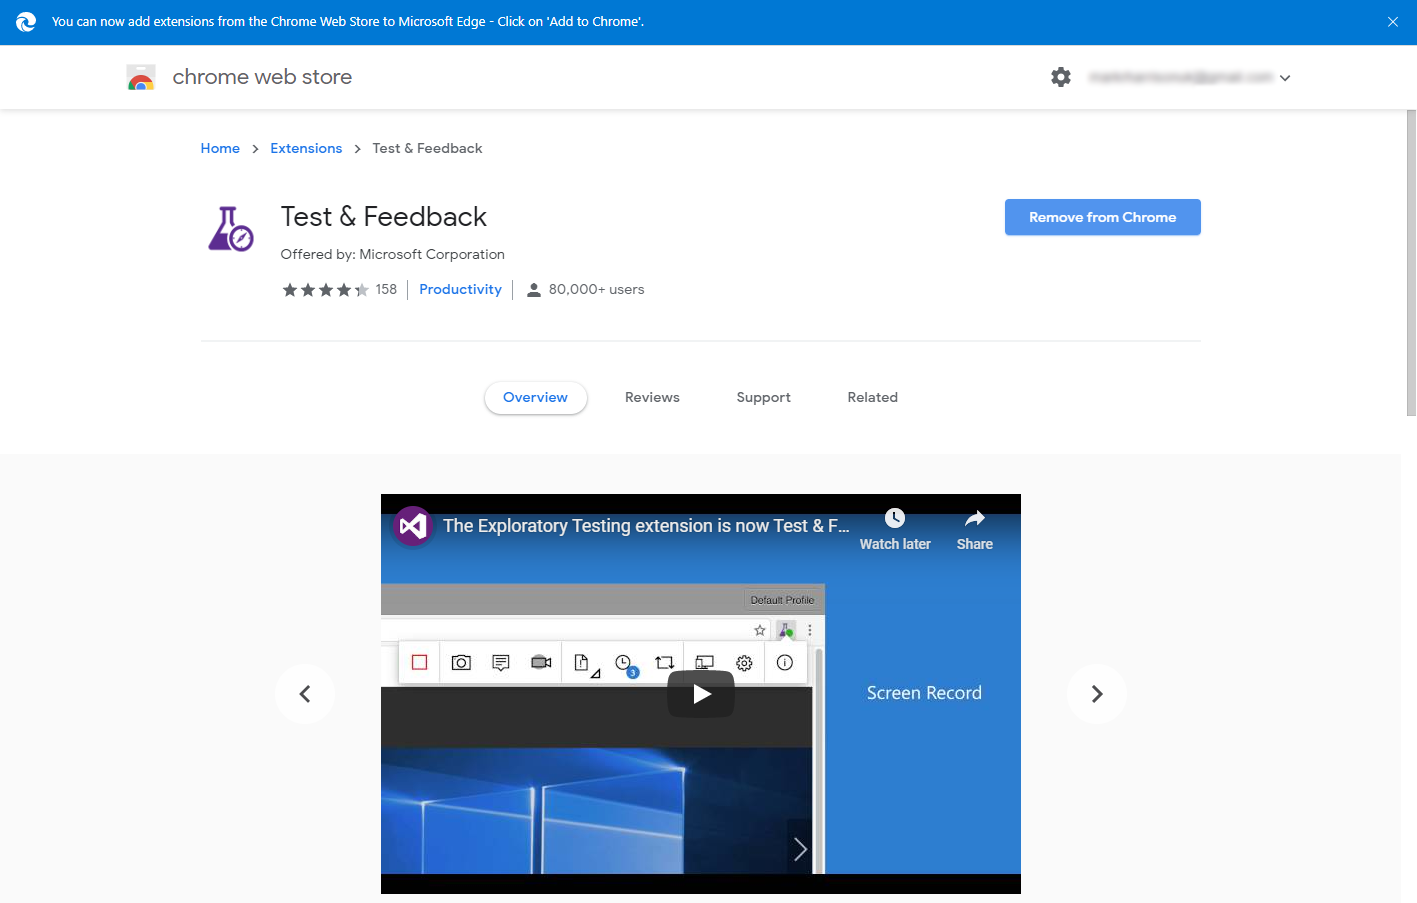 You can now add extensions from the Chrome Web Store to Microsoft Edge - Click on 'Add to Chrome'.
chrome web store
Home > Extensions > Test & Feedback
Test & Feedback
Remove from Chrome
Offered by: Microsoft Corporation
158 Productivity 80,000+ users
Overview Reviews Support Related
The Exploratory Testing extension is now Test & F...
Watch later Share
Default Profile
3
Screen Record